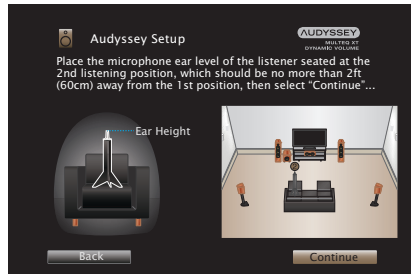 Audyssey Setup
AUDYSSEY
MULTEQ XT
DYNAMIC VOLUME
Place the microphone ear level of the listener seated at the
2nd listening position, which should be no more than 2ft
(60cm) away from the 1st position, then select “Continue”...
Ear Height
Back
Continue